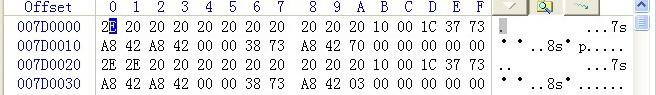 Offset 0 1 2 3 4 5 6 7 8 9 A B C D E F
007D0000 2E 20 20 20 20 20 20 20 20 20 20 10 00 1C 37 73 . ...7s
007D0010 A8 42 A8 42 00 00 38 73 A8 42 70 00 00 00 00 00 ..8s p.....
007D0020 2E 2E 20 20 20 20 20 20 20 20 20 10 00 1C 37 73 .. ...7s
007D0030 A8 42 A8 42 00 00 38 73 A8 42 03 00 00 00 00 00 ..8s ......